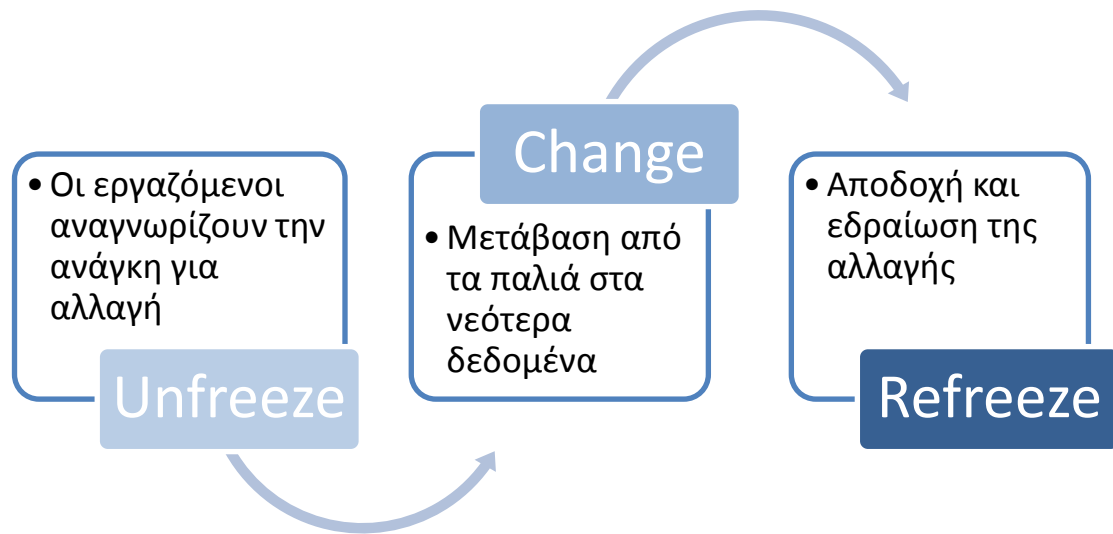 • Οι εργαζόμενοι
αναγνωρίζουν την
ανάγκη για
αλλαγή
Unfreeze
Change
• Μετάβαση από
τα παλιά στα
νεότερα
δεδομένα
• Αποδοχή και
εδραίωση της
αλλαγής
Refreeze